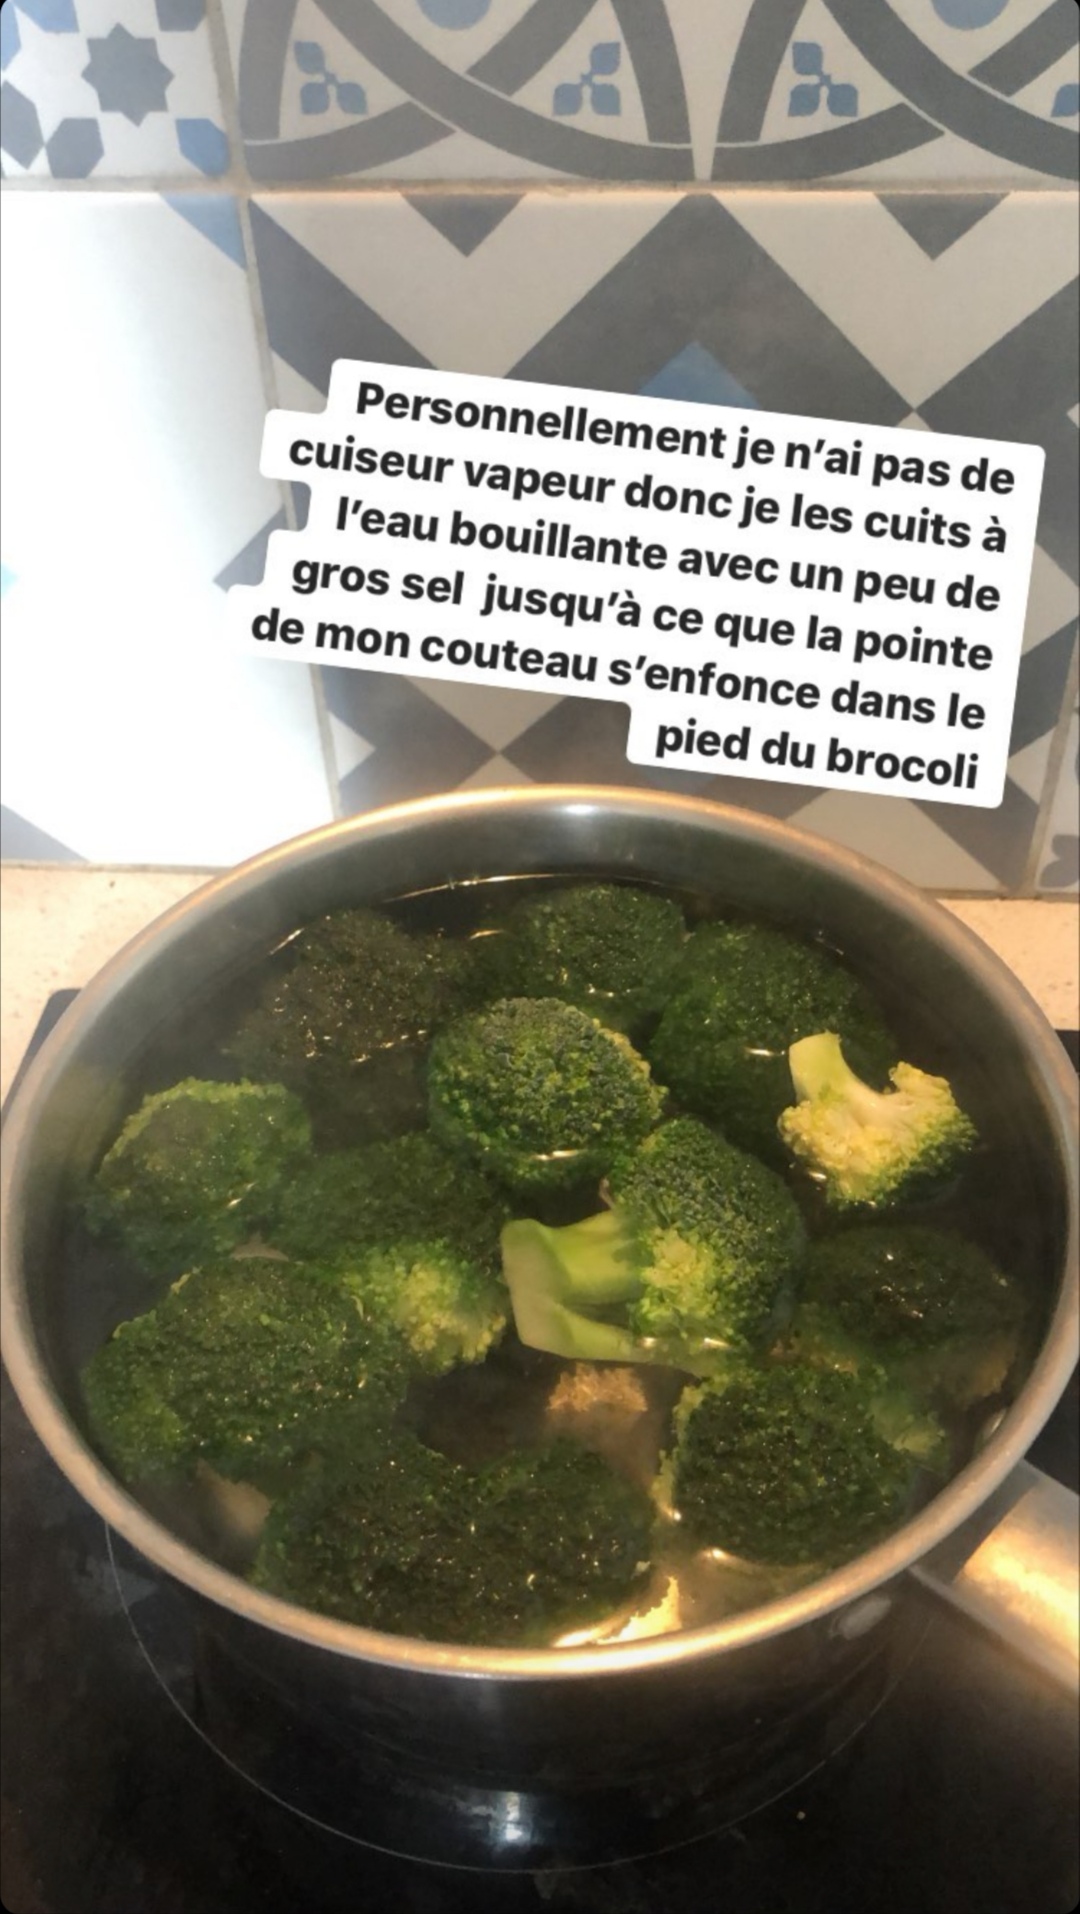 Personnellement je n’ai pas de
cuiseur vapeur donc je les cuits à
l’eau bouillante avec un peu de
gros sel  jusqu’à ce que la pointe
de mon couteau s’enfonce dans le
pied du brocoli